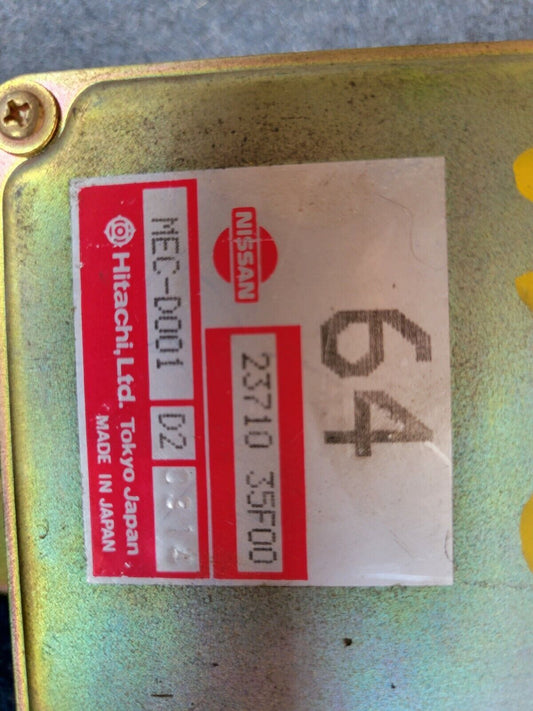 64
NISSAN
23710 35F00
MEC-D001 D2
Hitachi, Ltd. Tokyo Japan
MADE IN JAPAN